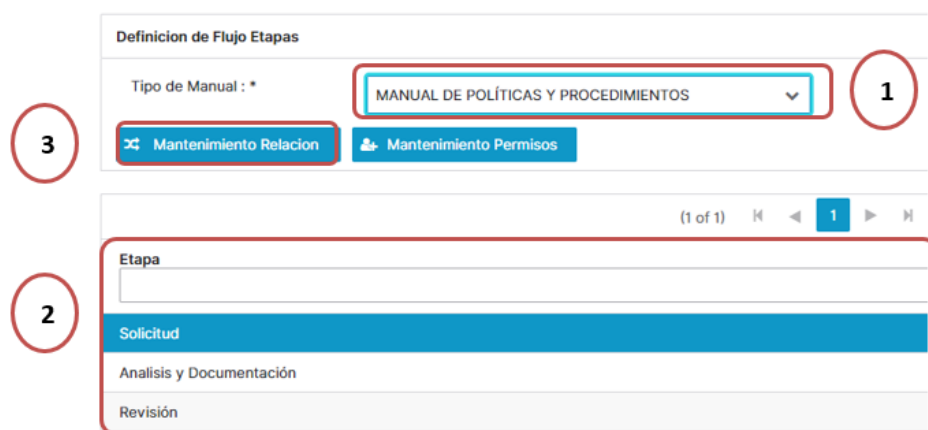 Definicion de Flujo Etapas
Tipo de Manual : *
MANUAL DE POLÍTICAS Y PROCEDIMIENTOS
1
3
Mantenimiento Relacion
Mantenimiento Permisos
(1 of 1)
1
Etapa
2
Solicitud
Analisis y Documentación
Revisión